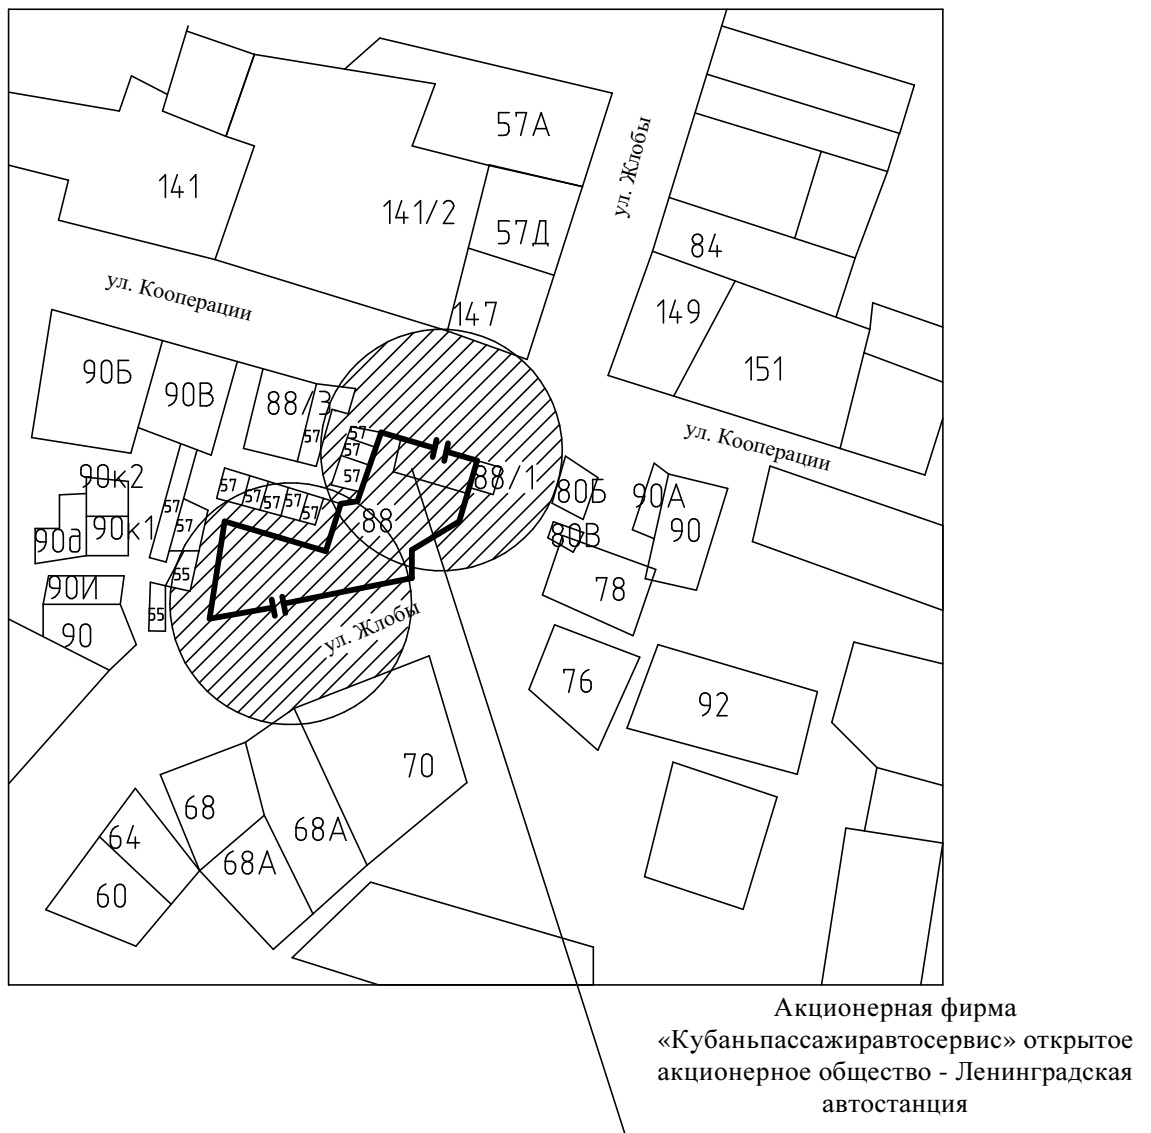 57А
ул. Жлобы
141
141/2
57Д
84
ул. Кооперации
147
149
151
90Б
90В
88/3
57
57
57
57
ул. Кооперации
90к2
88/1
80Б
90А
57
57
57
57
57
57
57
88
90д
90к1
80В
90
55
78
90И
55
ул. Жлобы
90
76
92
70
68
68А
64
68А
60
Акционерная фирма
«Кубаньпассажиравтосервис» открытое
акционерное общество - Ленинградская
автостанция